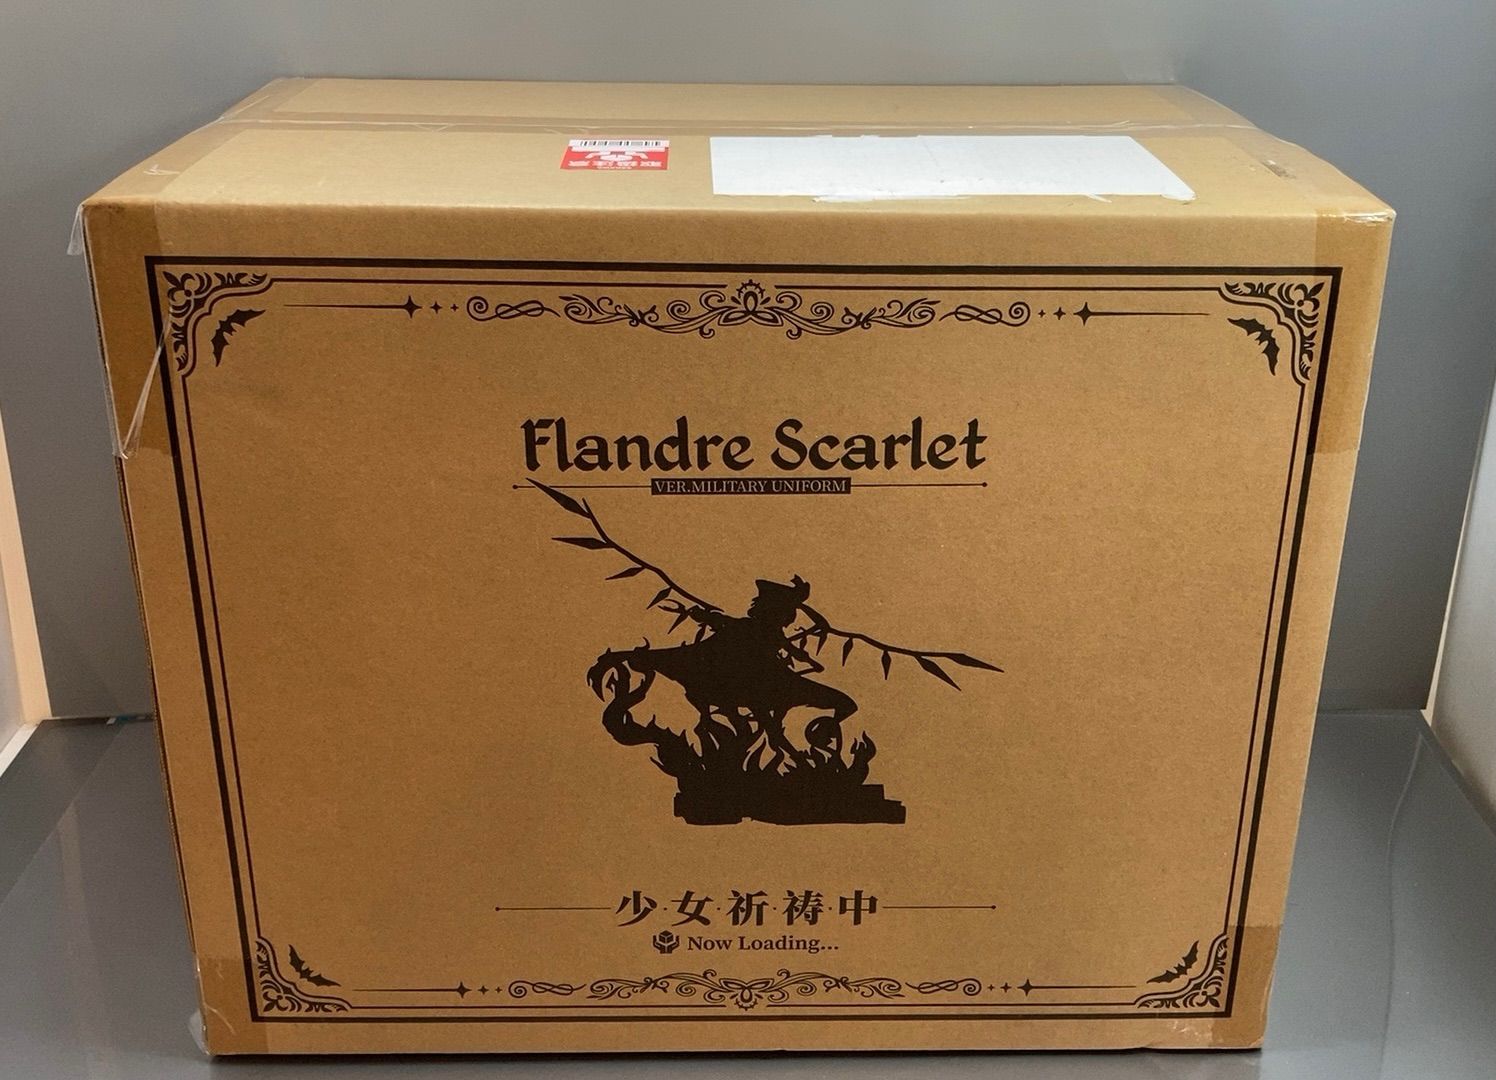 Flandre Scarlet
VER.MILITARY UNIFORM
少·女·祈·祷·中
Now Loading...